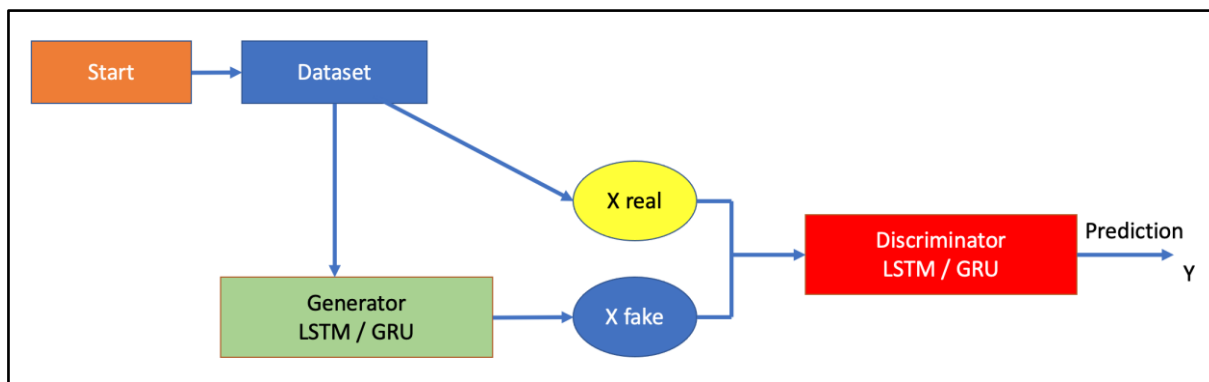 Start
Dataset
X real
Discriminator
LSTM / GRU
Prediction
Y
Generator
LSTM / GRU
X fake